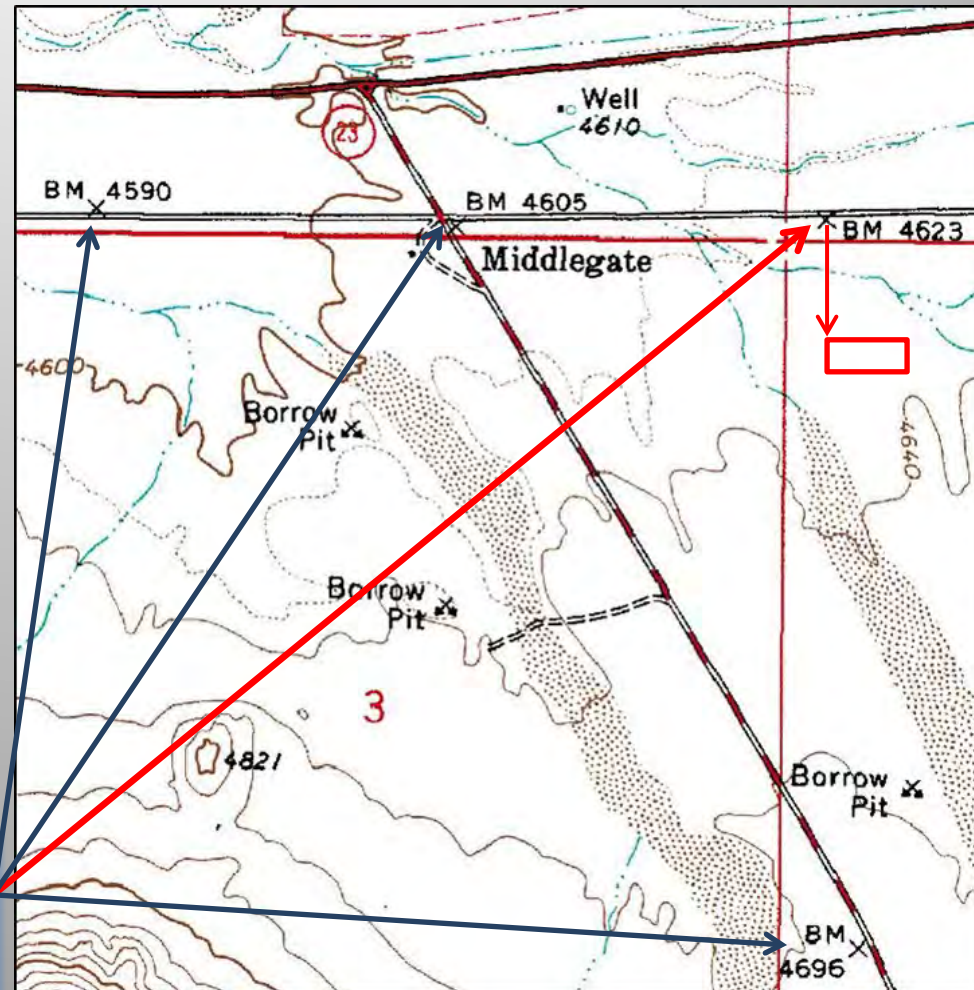 Well
4610
23
BM 4590
BM 4605
BM 4623
Middlegate
4600
Borrow
Pit
4640
Borrow
Pit
3
4821
Borrow
Pit
BM
4696